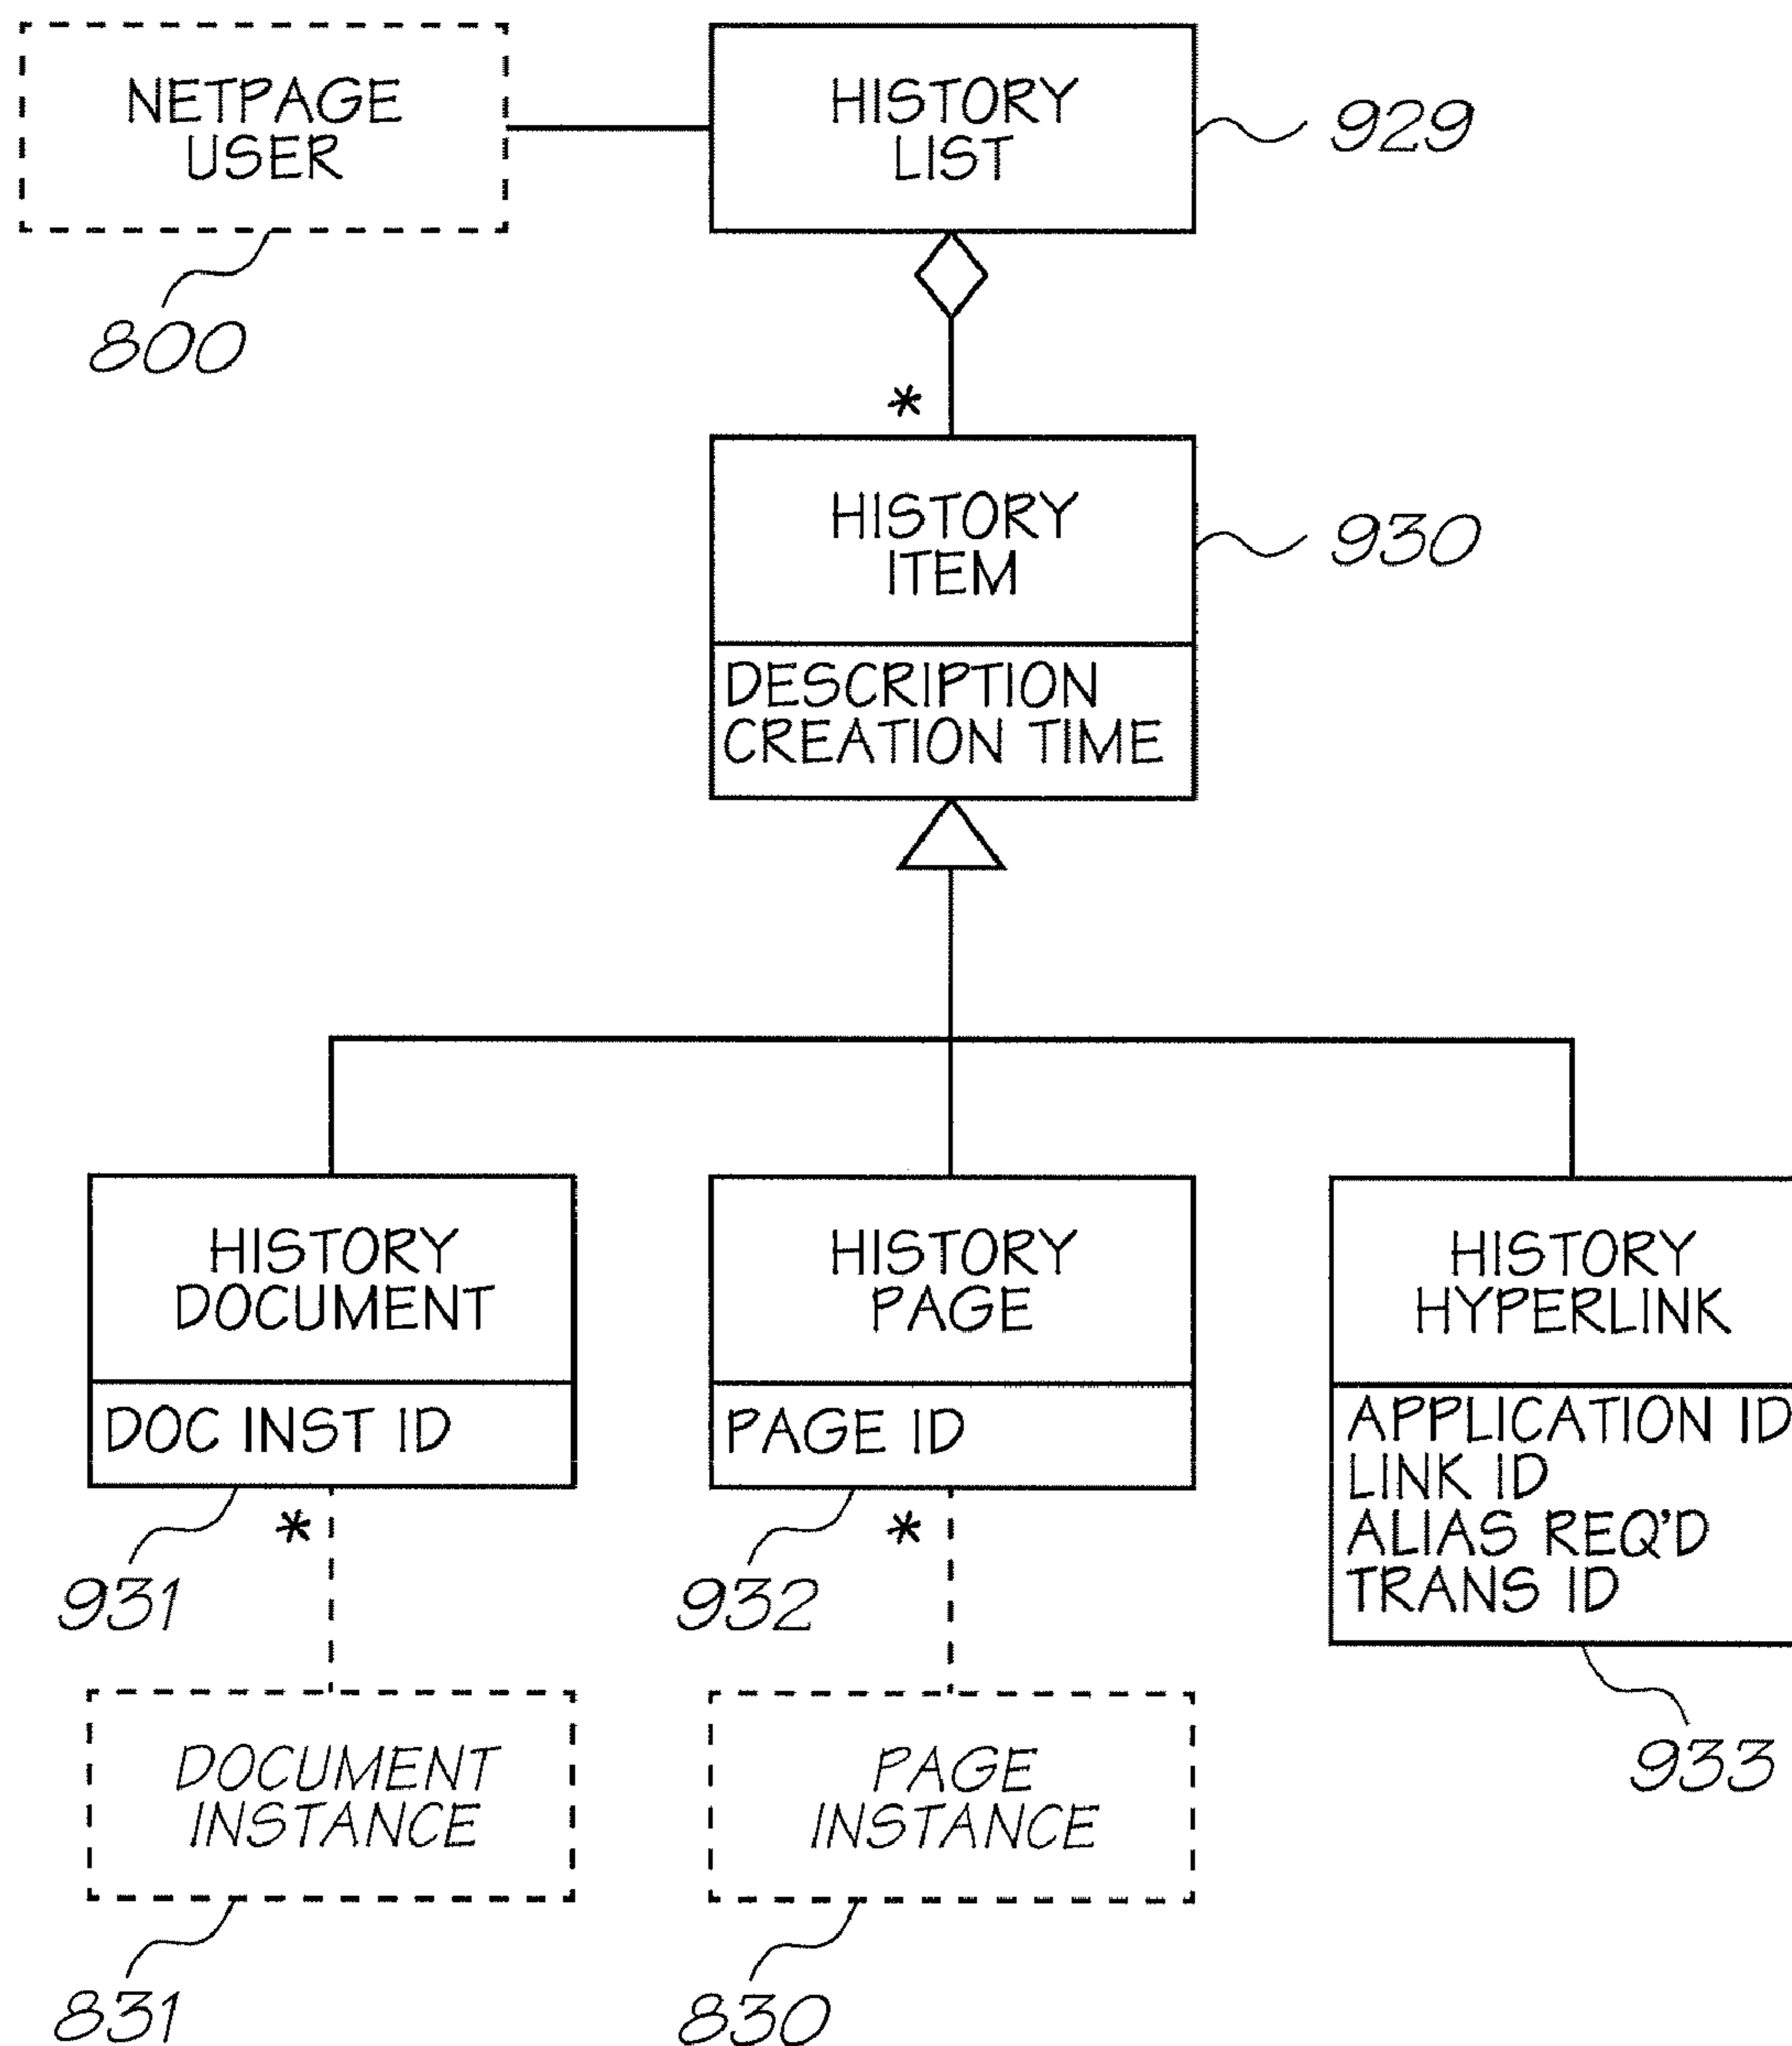 NETPAGE
USER
800
HISTORY
LIST
929
*
HISTORY
ITEM
930
DESCRIPTION
CREATION TIME
HISTORY
DOCUMENT
DOC INST ID
931
*
HISTORY
PAGE
PAGE ID
932
*
HISTORY
HYPERLINK
APPLICATION ID
LINK ID
ALIAS REQ'D
TRANS ID
933
DOCUMENT
INSTANCE
831
PAGE
INSTANCE
830